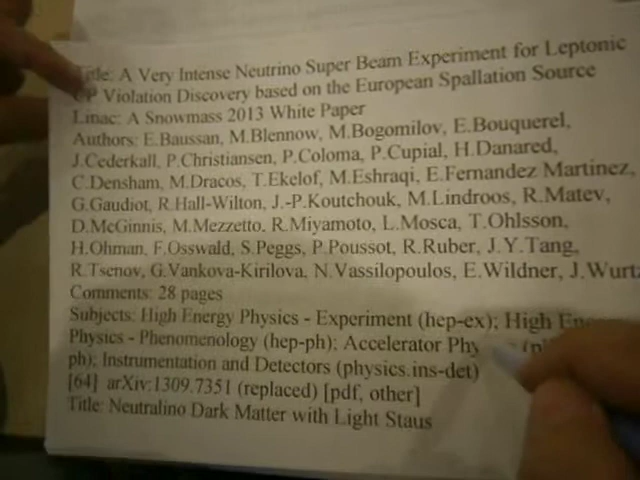 Title: A Very Intense Neutrino Super Beam Experiment for Leptonic
CP Violation Discovery based on the European Spallation Source
Linac: A Snowmass 2013 White Paper
Authors: E.Baussan, M.Blennow, M.Bogomilov, E.Bouquerel,
J.Cederkall, P.Christiansen, P.Coloma, P.Cupial, H.Danared,
C.Densham, M.Dracos, T.Ekelof, M.Eshraqi, E.Fernandez Martinez,
G.Gaudiot, R.Hall-Wilton, J.-P.Koutchouk, M.Lindroos, R.Matev,
D.McGinnis, M.Mezzetto, R.Miyamoto, L.Mosca, T.Ohlsson,
H.Ohman, F.Osswald, S.Peggs, P.Poussot, R.Ruber, J.Y.Tang,
R.Tsenov, G.Vankova-Kirilova, N.Vassilopoulos, E.Wildner, J.Wurtz
Comments: 28 pages
Subjects: High Energy Physics - Experiment (hep-ex); High
Physics - Phenomenology (hep-ph); Accelerator
ph); Instrumentation and Detectors (physics.ins-det)
[64] arXiv:1309.7351 (replaced) [pdf, other]
Title: Neutralino Dark Matter with Light Staus